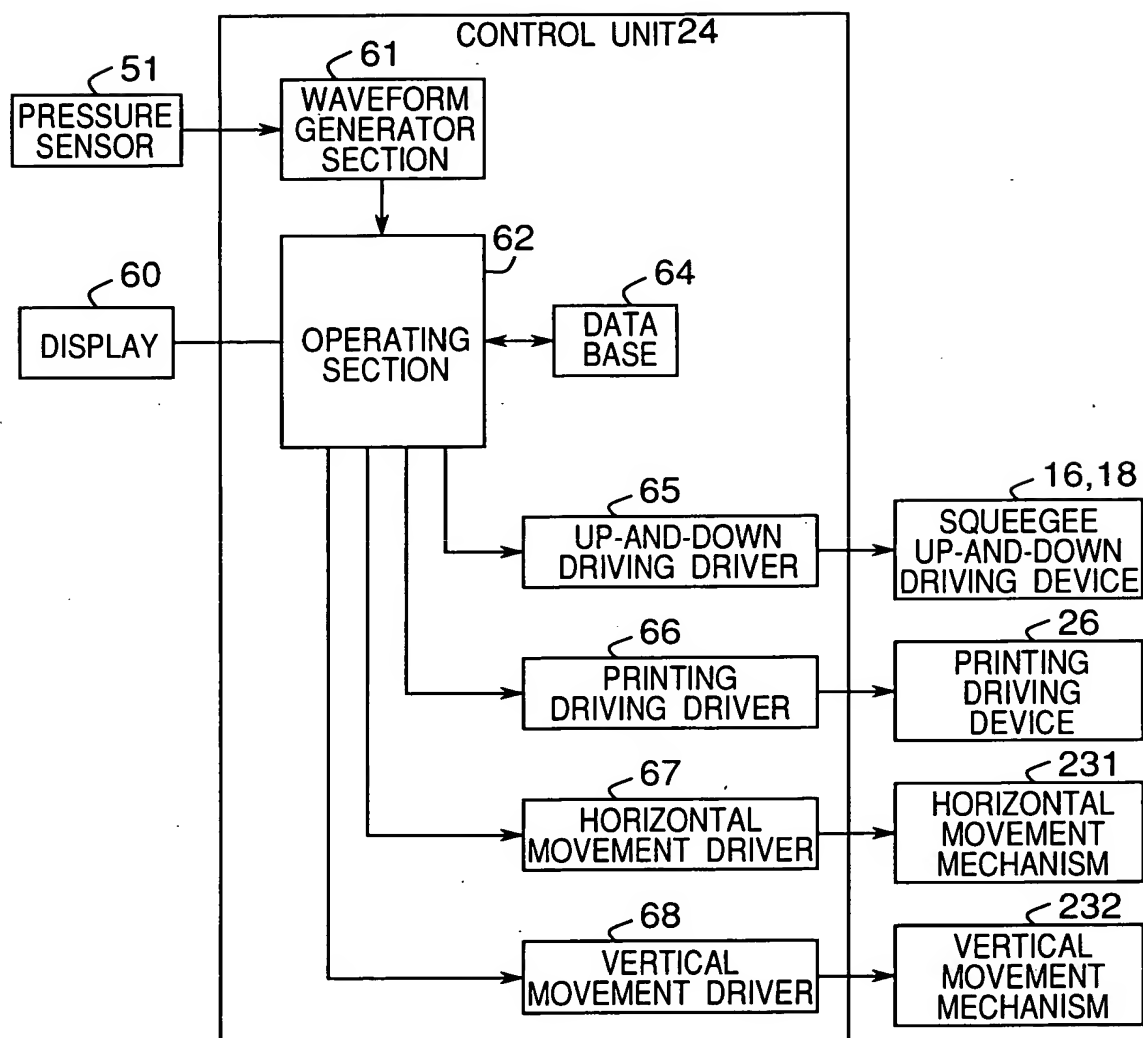 CONTROL UNIT24
51
PRESSURE
SENSOR
61
WAVEFORM
GENERATOR
SECTION
60
DISPLAY
62
OPERATING
SECTION
64
DATA
BASE
65
UP-AND-DOWN
DRIVING DRIVER
16,18
SQUEEGEE
UP-AND-DOWN
DRIVING DEVICE
66
PRINTING
DRIVING DRIVER
26
PRINTING
DRIVING
DEVICE
67
HORIZONTAL
MOVEMENT DRIVER
231
HORIZONTAL
MOVEMENT
MECHANISM
68
VERTICAL
MOVEMENT DRIVER
232
VERTICAL
MOVEMENT
MECHANISM